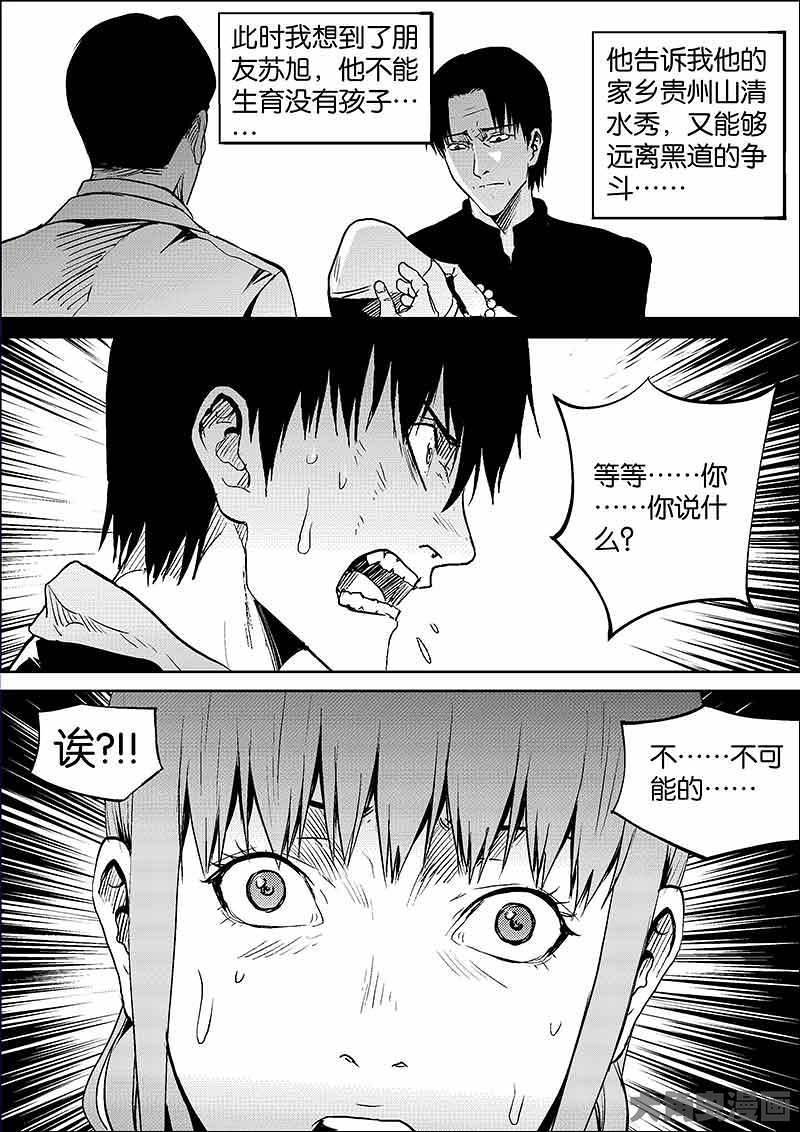 此时我想到了朋
友苏旭，他不能
生育没有孩子……
……
他告诉我他的
家乡贵州山清
水秀，又能够
远离黑道的争
斗……
等等……你
……你说什
么？
诶?!!
不……不可
能的……